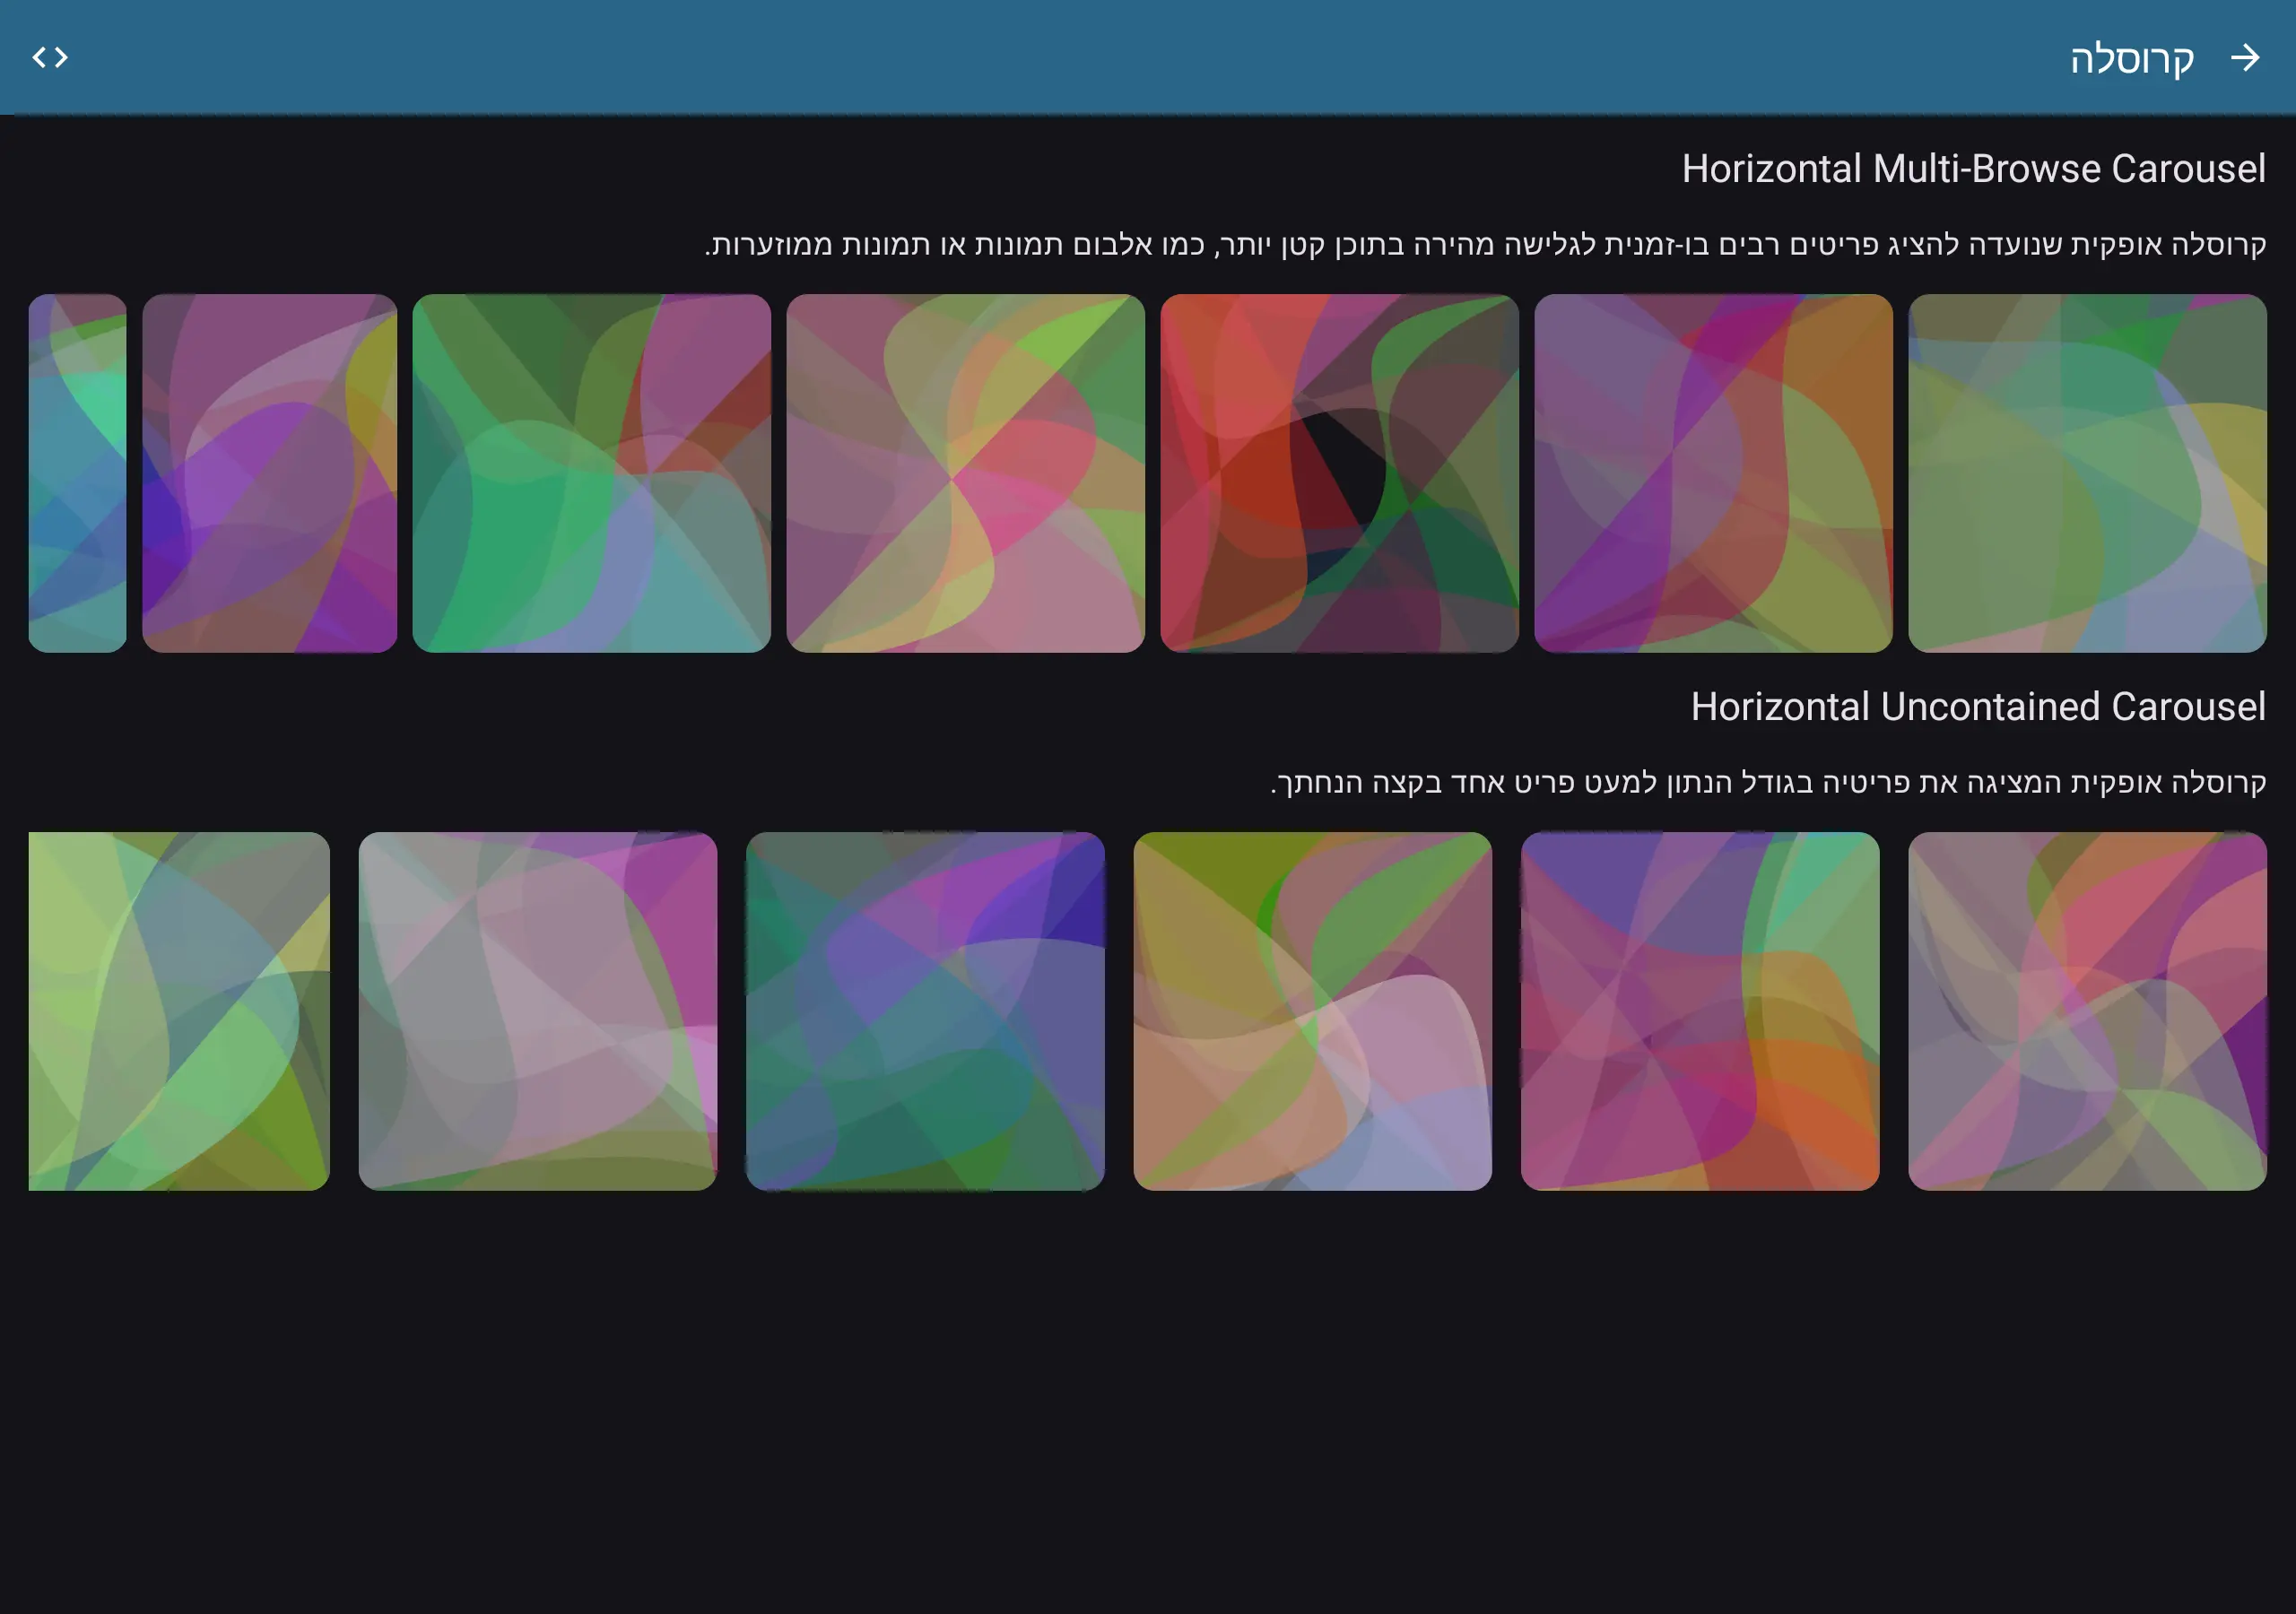 קרוסלה
Horizontal Multi-Browse Carousel
קרוסלה אופקית שנועדה להציג פריטים רבים בו-זמנית לגלישה מהירה בתוכן קטן יותר, כמו אלבום תמונות או תמונות ממוזערות.
Horizontal Uncontained Carousel
קרוסלה אופקית המציגה את פריטיה בגודל הנתון למעט פריט אחד בקצה הנחתך.